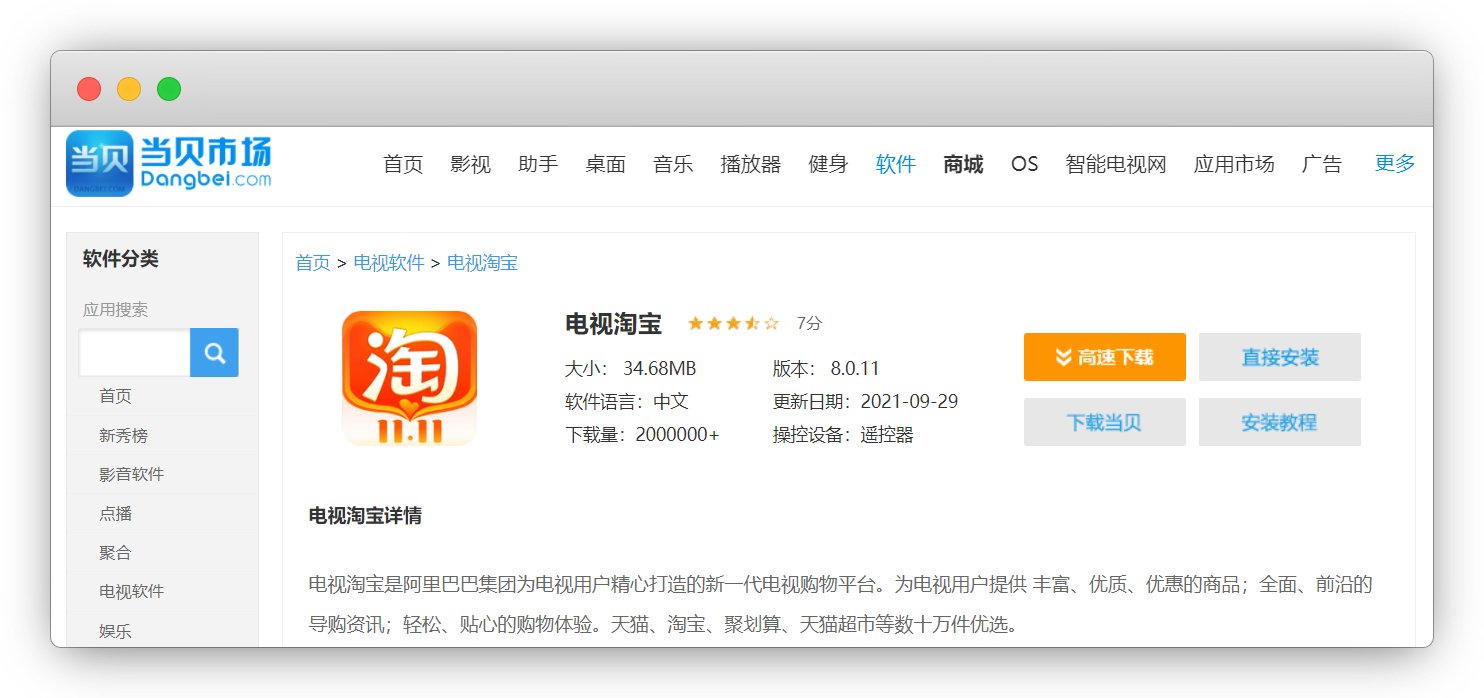 当贝 当贝市场
DANGBEI.COM Dangbei.com
首页 影视 助手 桌面 音乐 播放器 健身 软件 商城 OS 智能电视网 应用市场 广告 更多
软件分类
应用搜索
首页
新秀榜
影音软件
点播
聚合
电视软件
娱乐
首页 > 电视软件 > 电视淘宝
淘
11.11
电视淘宝 7分
大小： 34.68MB 版本： 8.0.11
软件语言：中文 更新日期：2021-09-29
下载量：2000000+ 操控设备：遥控器
高速下载 直接安装
下载当贝 安装教程
电视淘宝详情
电视淘宝是阿里巴巴集团为电视用户精心打造的新一代电视购物平台。为电视用户提供 丰富、优质、优惠的商品；全面、前沿的
导购资讯；轻松、贴心的购物体验。天猫、淘宝、聚划算、天猫超市等数十万件优选。